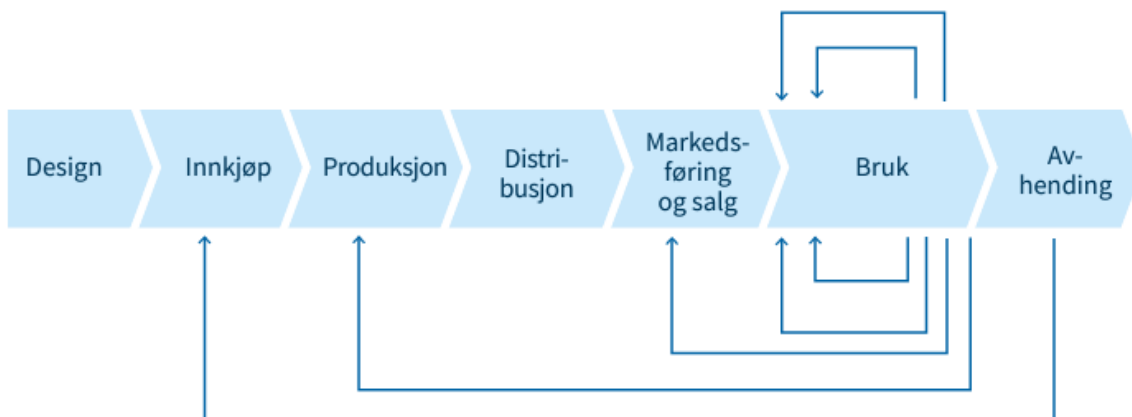 Design
Innkjøp
Produksjon
Distri-
busjon
Markeds-
føring
og salg
Bruk
Av-
hending